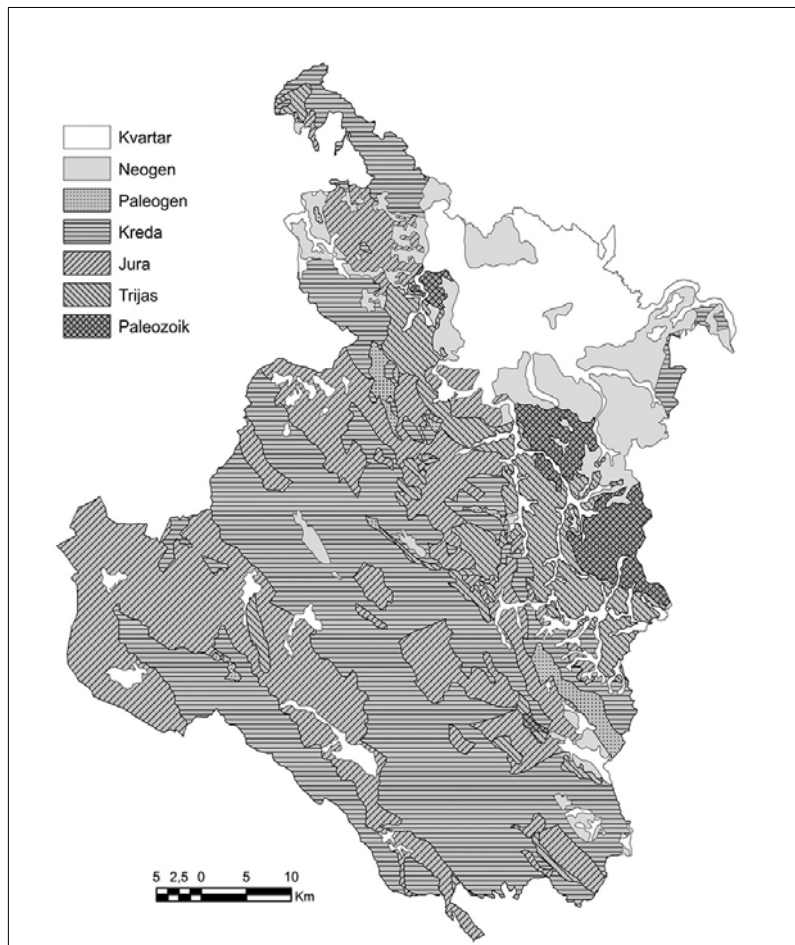 Kvartar
Neogen
Paleogen
Kreda
Jura
Trijas
Paleozoik
5 2,5 0 5 10
Km